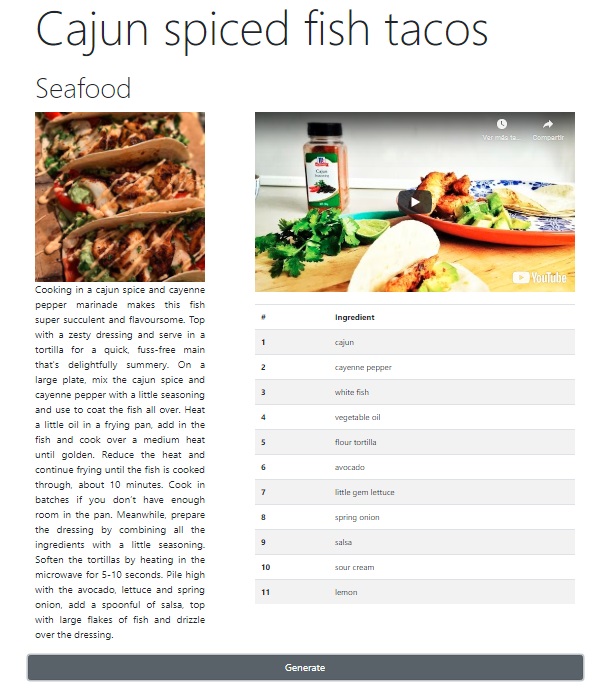 Cajun spiced fish tacos
Seafood
Cooking in a cajun spice and cayenne
pepper marinade makes this fish
super succulent and flavoursome. Top
with a zesty dressing and serve in a
tortilla for a quick, fuss-free main
that's delightfully summery. On a
large plate, mix the cajun spice and
cayenne pepper with a little seasoning
and use to coat the fish all over. Heat
a little oil in a frying pan, add in the
fish and cook over a medium heat
until golden. Reduce the heat and
continue frying until the fish is cooked
through, about 10 minutes. Cook in
batches if you don't have enough
room in the pan. Meanwhile, prepare
the dressing by combining all the
ingredients with a little seasoning.
Soften the tortillas by heating in the
microwave for 5-10 seconds. Pile high
with the avocado, lettuce and spring
onion, add a spoonful of salsa, top
with large flakes of fish and drizzle
over the dressing.
Ver más ta...
Compartir
Cajun
Seasoning
YouTube
# Ingredient
1 cajun
2 cayenne pepper
3 white fish
4 vegetable oil
5 flour tortilla
6 avocado
7 little gem lettuce
8 spring onion
9 salsa
10 sour cream
11 lemon
Generate